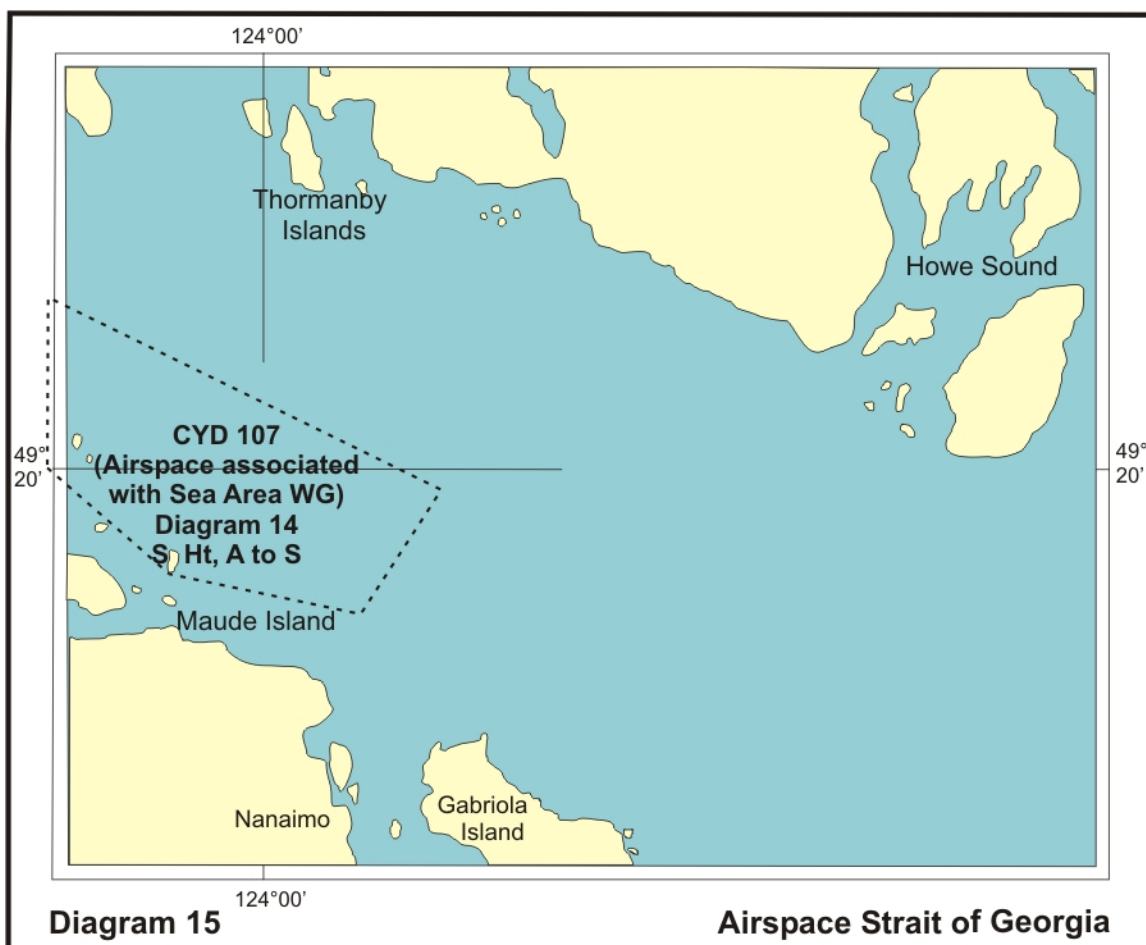 124°00'
Thormanby
Islands
Howe Sound
CYD 107
49°
(Airspace associated
49°
20'
20'
with Sea Area WG)
Diagram 14
S, Ht, A to S
Maude Island
Nanaimo
Gabriola
Island
124°00'
Diagram 15
Airspace Strait of Georgia